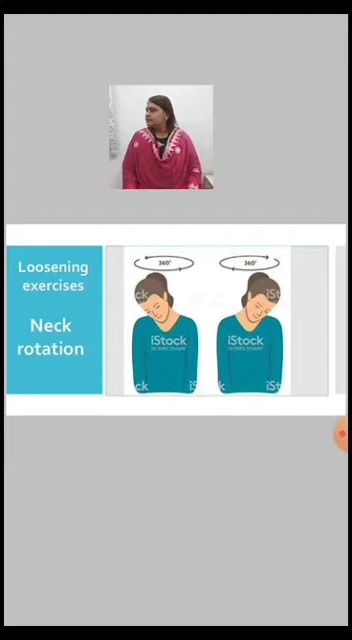 Loosening
exercises
Neck
rotation
360°
360°
iStock
iStock